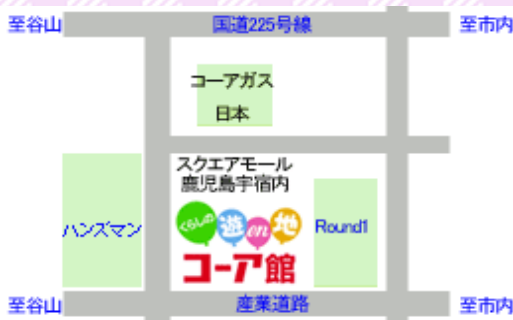 至谷山 国道225号線 至市内
コーアガス
日本
スクエアモール
鹿児島宇宿内
ハンズマン くらしの遊en地 Round1
コーア館
至谷山 産業道路 至市内